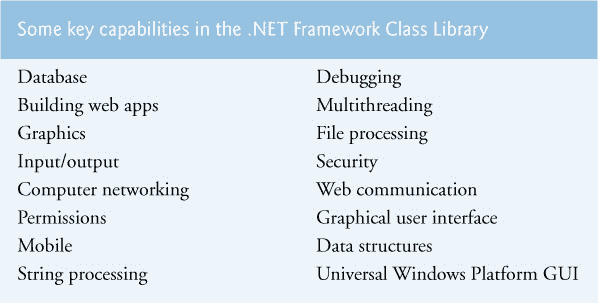 Some key capabilities in the .NET Framework Class Library
Database
Building web apps
Graphics
Input/output
Computer networking
Permissions
Mobile
String processing
Debugging
Multithreading
File processing
Security
Web communication
Graphical user interface
Data structures
Universal Windows Platform GUI